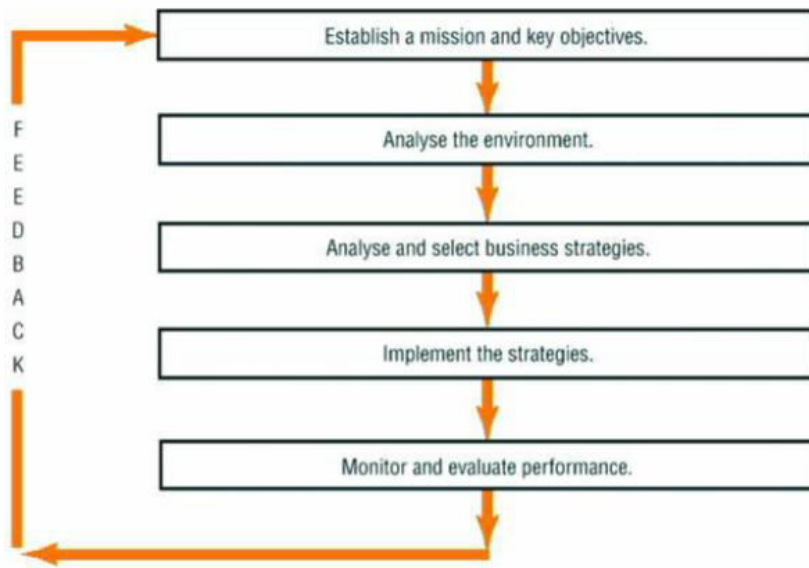 Establish a mission and key objectives.
Analyse the environment.
Analyse and select business strategies.
Implement the strategies.
Monitor and evaluate performance.
FEEDBACK